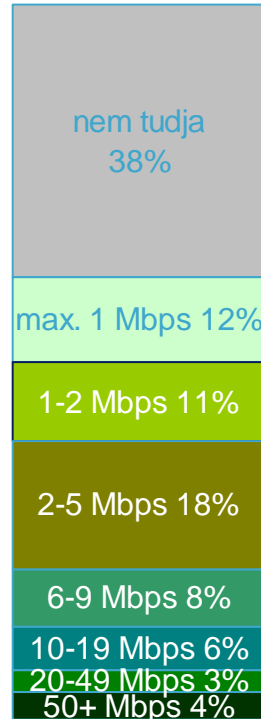 nem tudja
38%
max. 1 Mbps 12%
1-2 Mbps 11%
2-5 Mbps 18%
6-9 Mbps 8%
10-19 Mbps 6%
20-49 Mbps 3%
50+ Mbps 4%